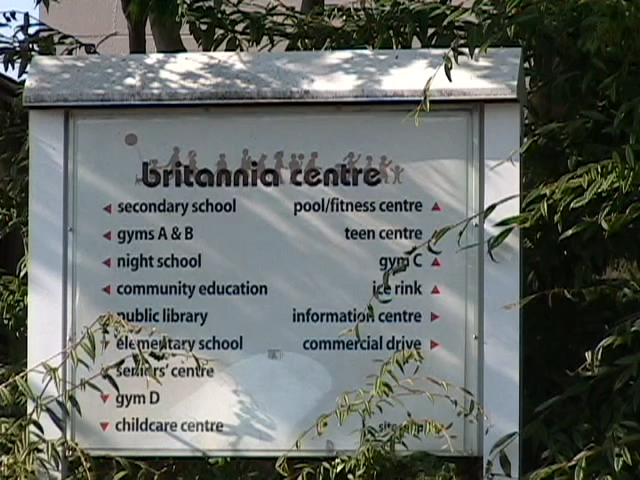 britannia centre
secondary school
gyms A & B
night school
community education
public library
elementary school
seniors' centre
gym D
childcare centre
pool/fitness centre
teen centre
gym C
ice rink
information centre
commercial drive